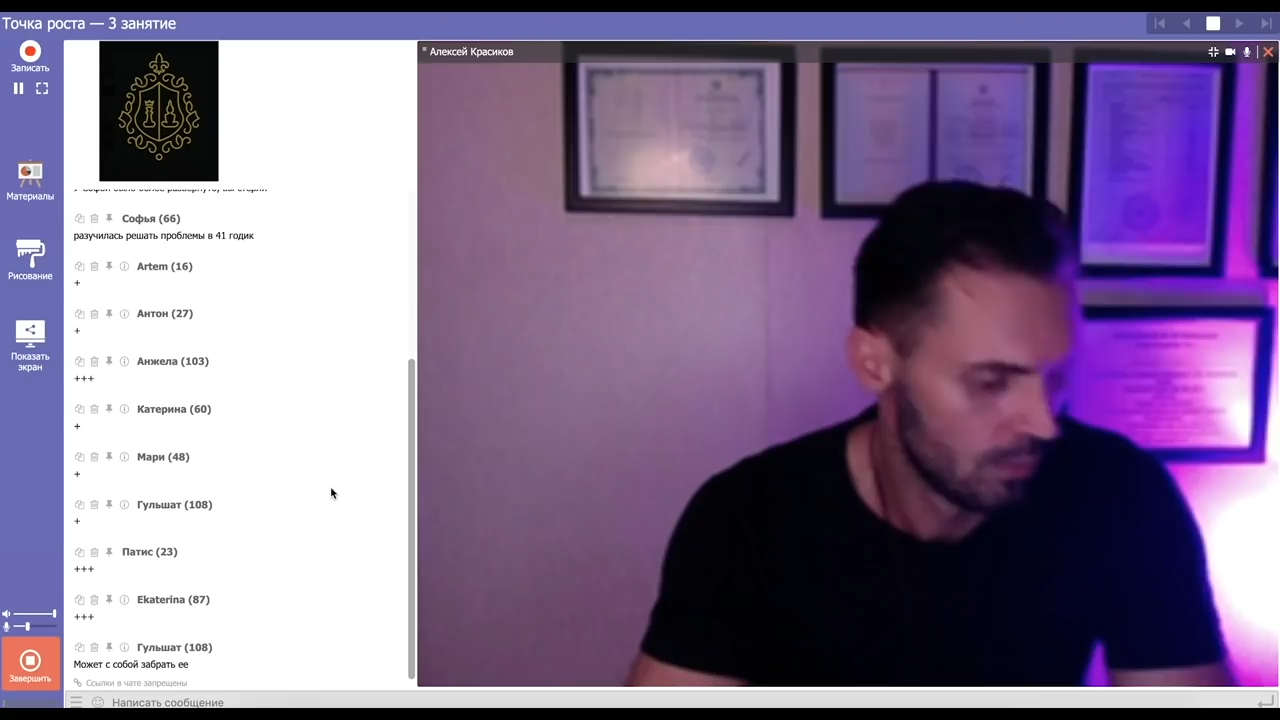 Точка роста — 3 занятие
Записать
Материалы
Рисование
Показать
экран
Завершить
Софья (66)
разучилась решать проблемы в 41 годик
Artem (16)
+
Антон (27)
+
Анжела (103)
+++
Катерина (60)
+
Мари (48)
+
Гульшат (108)
+
Патис (23)
+++
Ekaterina (87)
+++
Гульшат (108)
Может с собой забрать ее
Ссылки в чате запрещены
Написать сообщение
Алексей Красиков